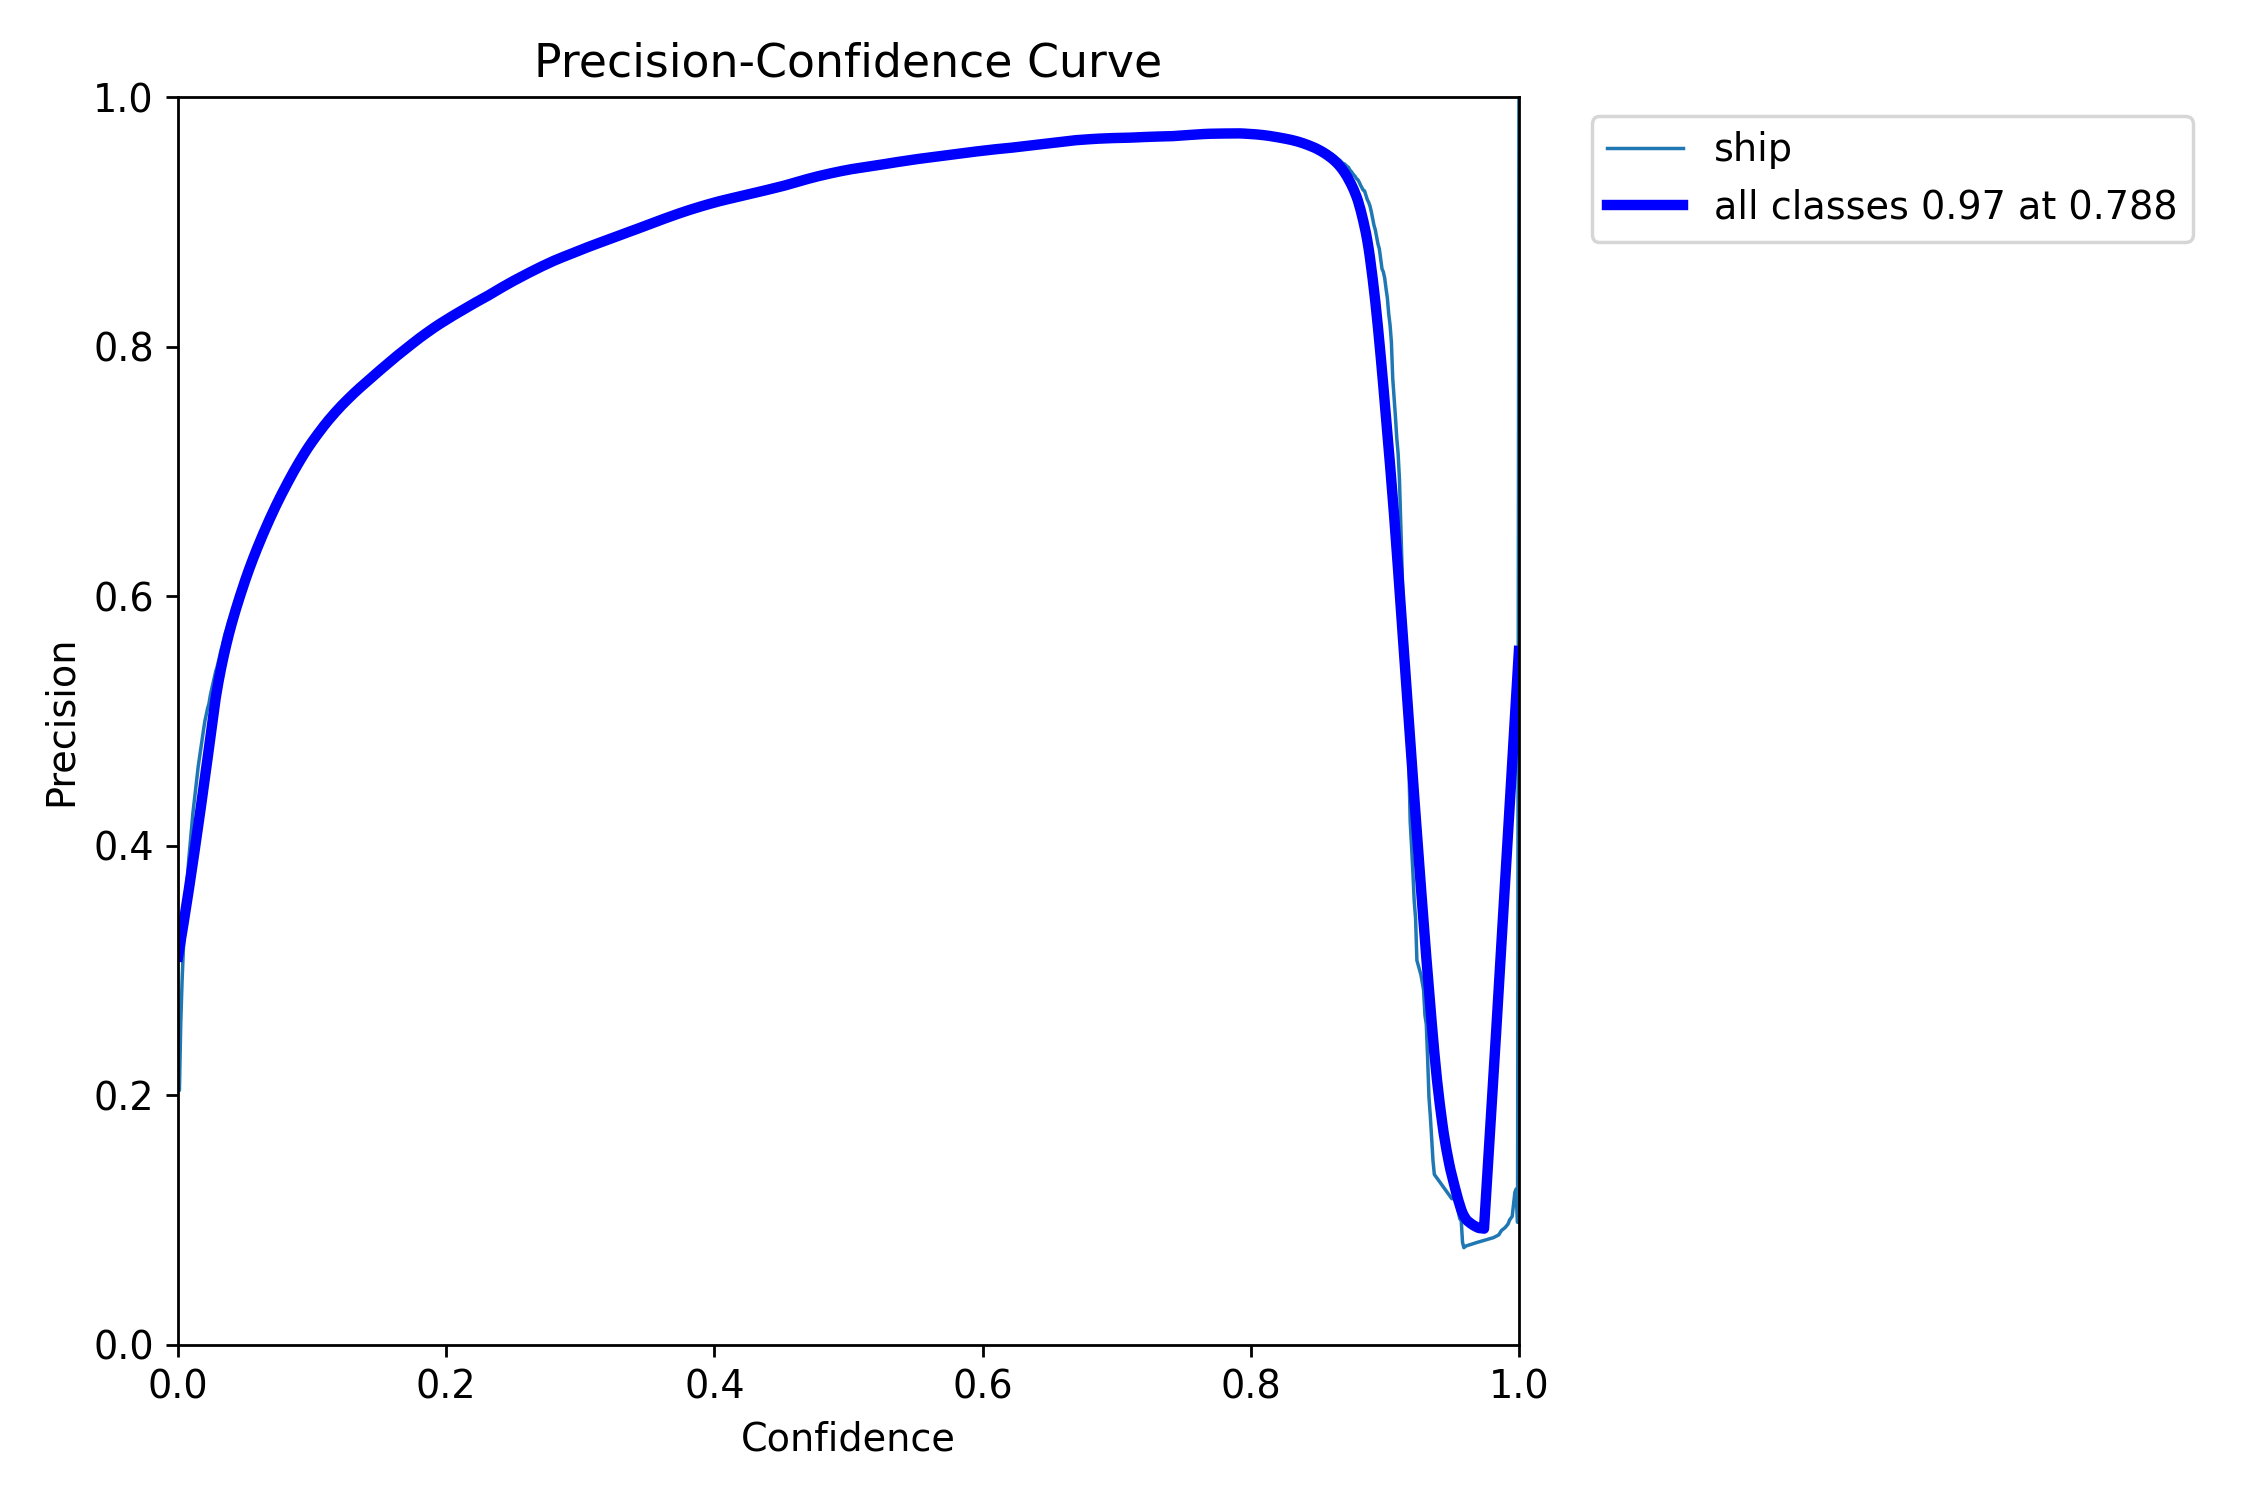 Precision-Confidence Curve
1.0
0.8
0.6
0.4
0.2
0.0
Precision
0.0 0.2 0.4 0.6 0.8 1.0
Confidence
ship
all classes 0.97 at 0.788